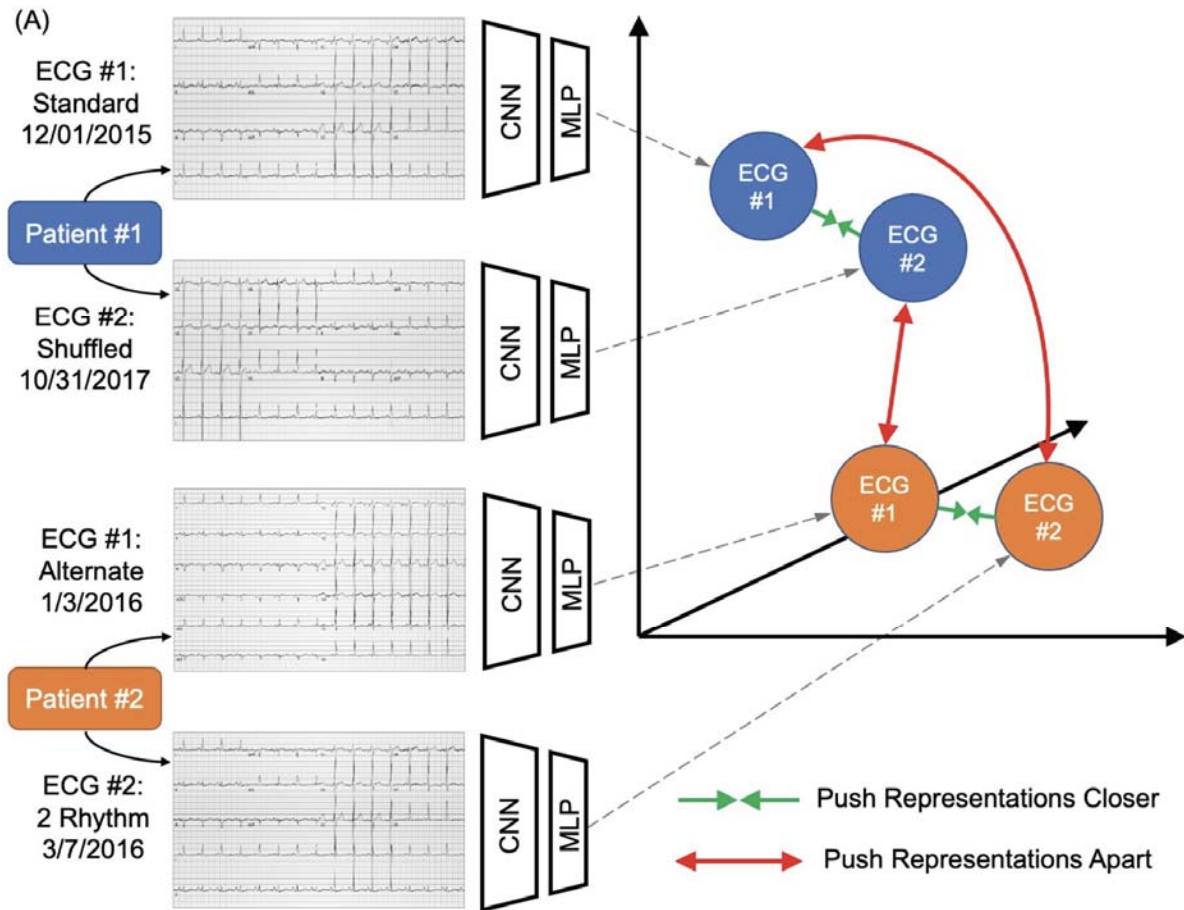 (A)
ECG #1:
Standard
12/01/2015
CNN
MLP
Patient #1
ECG #2:
Shuffled
10/31/2017
CNN
MLP
ECG #1:
Alternate
1/3/2016
CNN
MLP
Patient #2
ECG #2:
2 Rhythm
3/7/2016
CNN
MLP
ECG
#1
ECG
#2
ECG
#1
ECG
#2
Push Representations Closer
Push Representations Apart